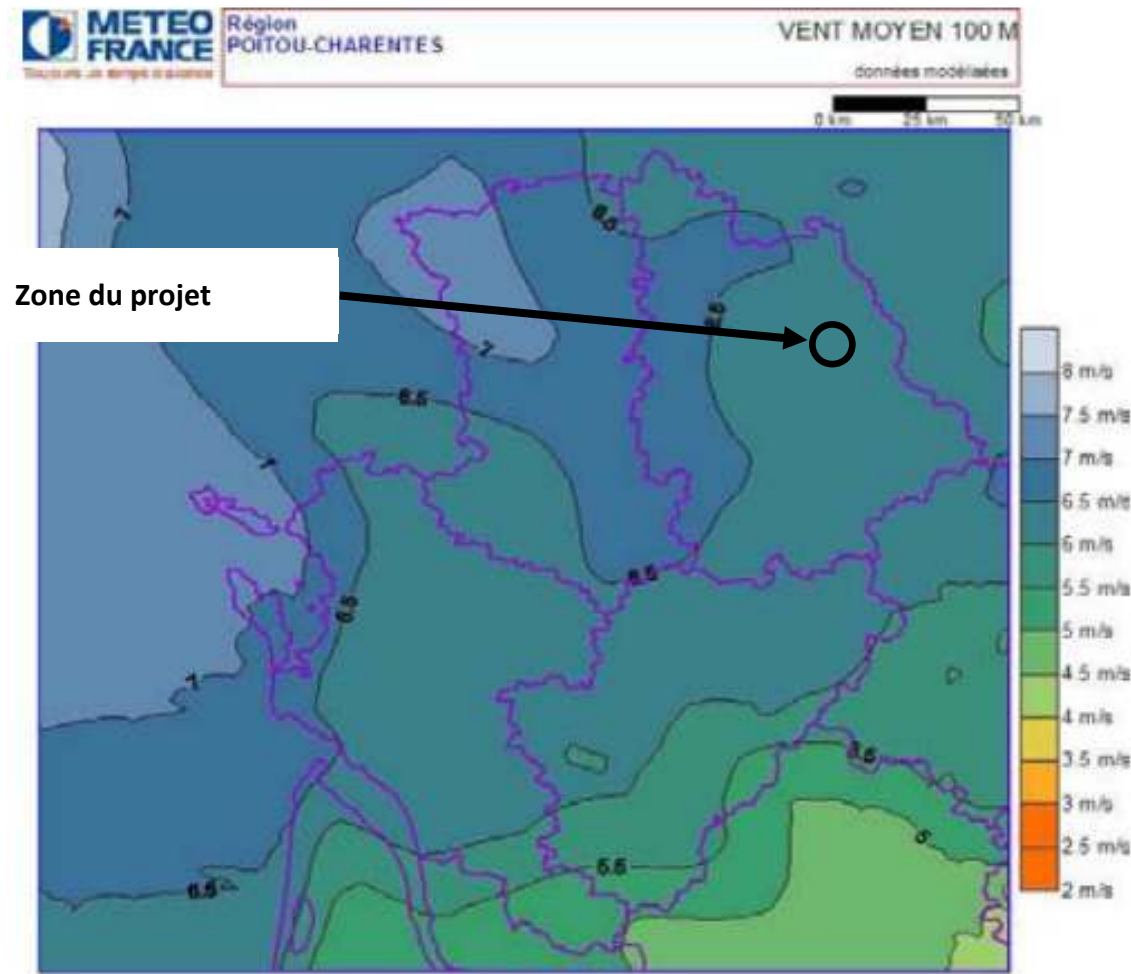 METEO
FRANCE
Région
POITOU-CHARENTES
VENT MOYEN 100 M
données modélisées
0 km 25 km 50 km
7
6.5
Zone du projet
6.5
7
6.5
7
6.5
6.5
7
5.5
5
5.5
6.5
8 m/s
7.5 m/s
7 m/s
6.5 m/s
6 m/s
5.5 m/s
5 m/s
4.5 m/s
4 m/s
3.5 m/s
3 m/s
2.5 m/s
2 m/s